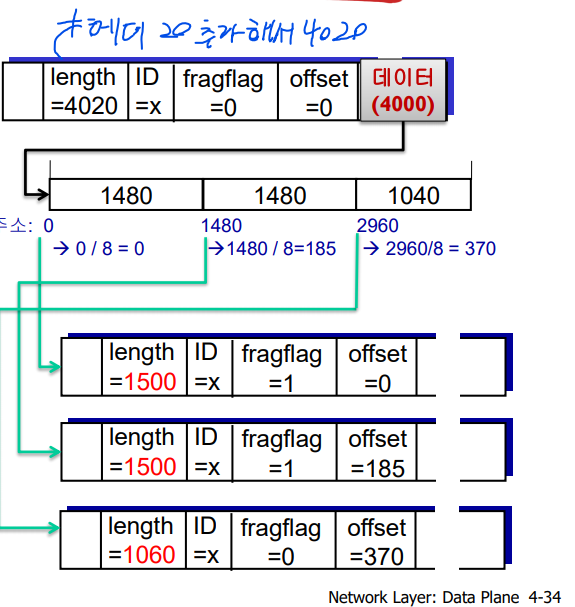 헤더 20 추가해서 4020
length ID fragflag offset 데이터
=4020 =x =0 =0 (4000)
1480 1480 1040
주소: 0 1480 2960
→ 0 / 8 = 0 →1480 / 8=185 → 2960/8 = 370
length ID fragflag offset
=1500 =x =1 =0
length ID fragflag offset
=1500 =x =1 =185
length ID fragflag offset
=1060 =x =0 =370
Network Layer: Data Plane 4-34